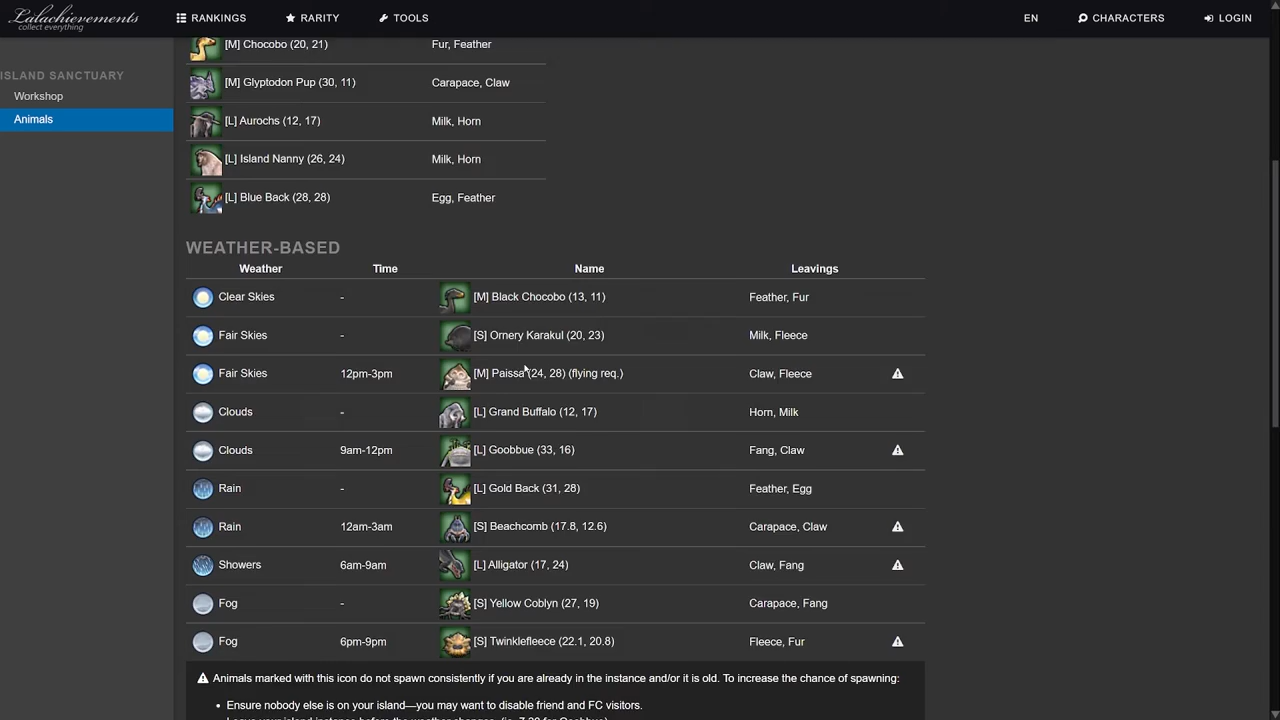 Lalachievements
collect everything
RANKINGS RARITY TOOLS EN CHARACTERS LOGIN
ISLAND SANCTUARY
Workshop
Animals
[M] Chocobo (20, 21) Fur, Feather
[M] Glyptodon Pup (30, 11) Carapace, Claw
[L] Aurochs (12, 17) Milk, Horn
[L] Island Nanny (26, 24) Milk, Horn
[L] Blue Back (28, 28) Egg, Feather
WEATHER-BASED
Weather Time Name Leavings
Clear Skies - [M] Black Chocobo (13, 11) Feather, Fur
Fair Skies - [S] Ornery Karakul (20, 23) Milk, Fleece
Fair Skies 12pm-3pm [M] Paissa (24, 28) (flying req.) Claw, Fleece
Clouds - [L] Grand Buffalo (12, 17) Horn, Milk
Clouds 9am-12pm [L] Goobbue (33, 16) Fang, Claw
Rain - [L] Gold Back (31, 28) Feather, Egg
Rain 12am-3am [S] Beachcomb (17.8, 12.6) Carapace, Claw
Showers 6am-9am [L] Alligator (17, 24) Claw, Fang
Fog - [S] Yellow Coblyn (27, 19) Carapace, Fang
Fog 6pm-9pm [S] Twinklefleece (22.1, 20.8) Fleece, Fur
Animals marked with this icon do not spawn consistently if you are already in the instance and/or it is old. To increase the chance of spawning:
• Ensure nobody else is on your island—you may want to disable friend and FC visitors.